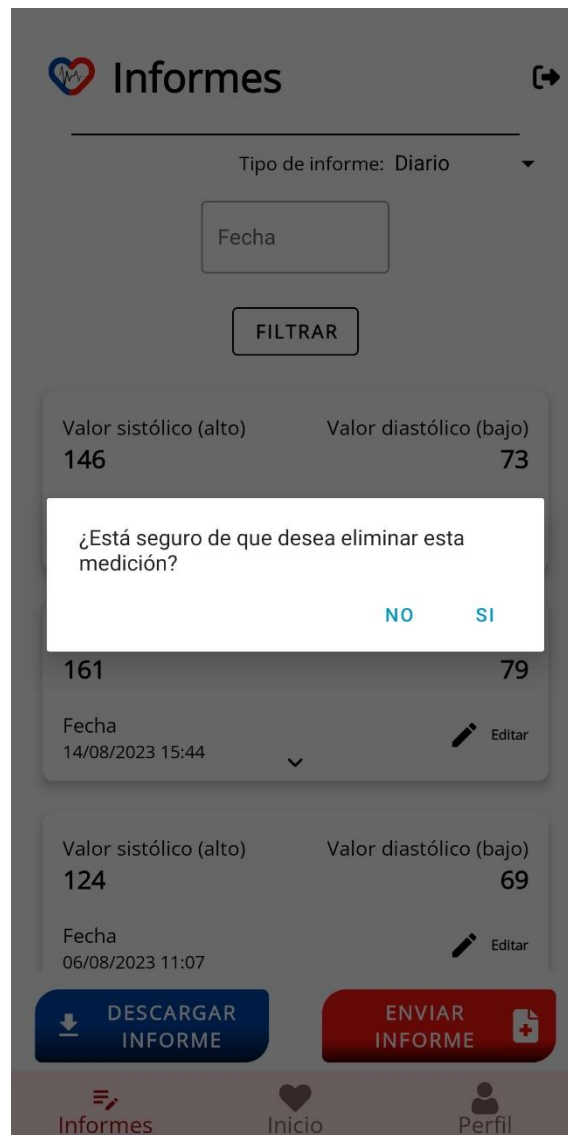 Informes
Tipo de informe: Diario
Fecha
FILTRAR
Valor sistólico (alto) Valor diastólico (bajo)
146 73
¿Está seguro de que desea eliminar esta
medición?
NO SI
161 79
Fecha
14/08/2023 15:44
Editar
Valor sistólico (alto) Valor diastólico (bajo)
124 69
Fecha
06/08/2023 11:07
Editar
DESCARGAR
INFORME
ENVIAR
INFORME
Informes Inicio Perfil